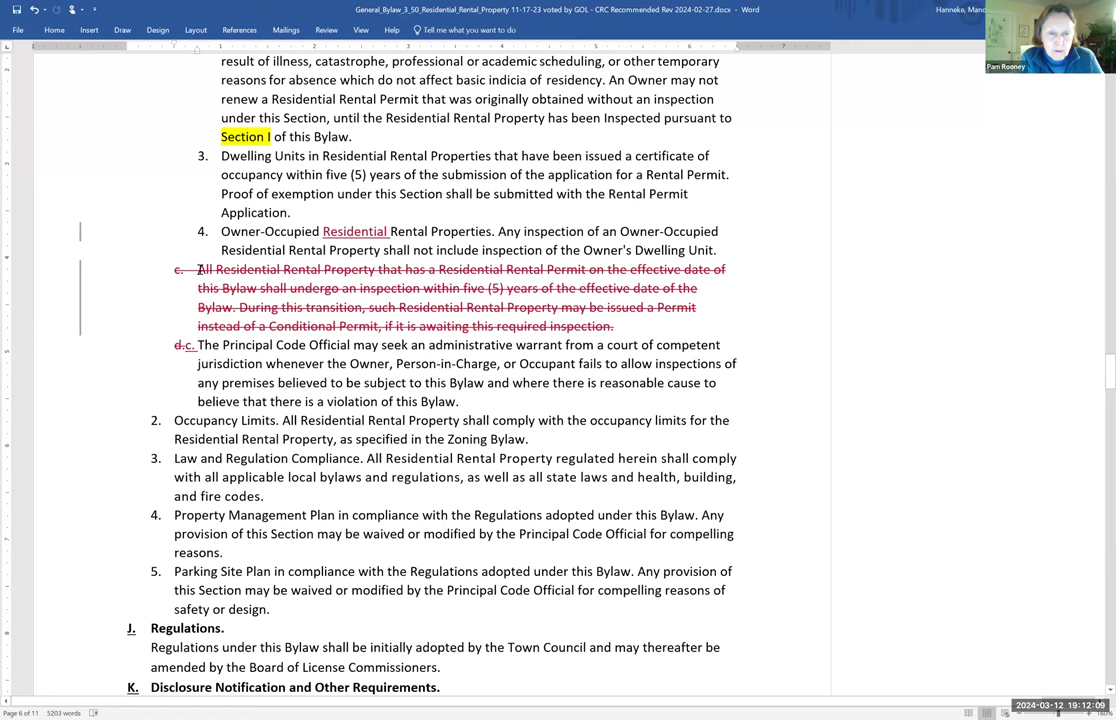 General_Bylaw_3_50_Residential_Rental_Property 11-17-23 voted by GOL - CRC Recommended Rev 2024-02-27.docx - Word
Hanneke, Manc
File Home Insert Draw Design Layout References Mailings Review View Help Tell me what you want to do
Pam Rooney
result of illness, catastrophe, professional or academic scheduling, or other temporary
reasons for absence which do not affect basic indicia of residency. An Owner may not
renew a Residential Rental Permit that was originally obtained without an inspection
under this Section, until the Residential Rental Property has been Inspected pursuant to
Section I of this Bylaw.
3. Dwelling Units in Residential Rental Properties that have been issued a certificate of
occupancy within five (5) years of the submission of the application for a Rental Permit.
Proof of exemption under this Section shall be submitted with the Rental Permit
Application.
4. Owner-Occupied Residential Rental Properties. Any inspection of an Owner-Occupied
Residential Rental Property shall not include inspection of the Owner's Dwelling Unit.
c. All Residential Rental Property that has a Residential Rental Permit on the effective date of
this Bylaw shall undergo an inspection within five (5) years of the effective date of the
Bylaw. During this transition, such Residential Rental Property may be issued a Permit
instead of a Conditional Permit, if it is awaiting this required inspection.
d.c. The Principal Code Official may seek an administrative warrant from a court of competent
jurisdiction whenever the Owner, Person-in-Charge, or Occupant fails to allow inspections of
any premises believed to be subject to this Bylaw and where there is reasonable cause to
believe that there is a violation of this Bylaw.
2. Occupancy Limits. All Residential Rental Property shall comply with the occupancy limits for the
Residential Rental Property, as specified in the Zoning Bylaw.
3. Law and Regulation Compliance. All Residential Rental Property regulated herein shall comply
with all applicable local bylaws and regulations, as well as all state laws and health, building,
and fire codes.
4. Property Management Plan in compliance with the Regulations adopted under this Bylaw. Any
provision of this Section may be waived or modified by the Principal Code Official for compelling
reasons.
5. Parking Site Plan in compliance with the Regulations adopted under this Bylaw. Any provision of
this Section may be waived or modified by the Principal Code Official for compelling reasons of
safety or design.
J. Regulations.
Regulations under this Bylaw shall be initially adopted by the Town Council and may thereafter be
amended by the Board of License Commissioners.
K. Disclosure Notification and Other Requirements.
Page 6 of 11 5203 words
2024-03-12 19:12:09